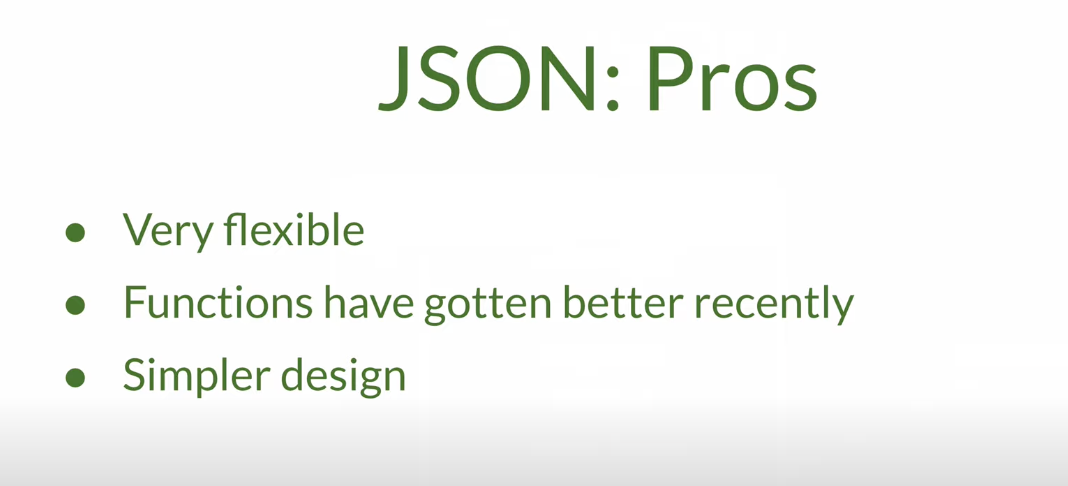 JSON: Pros
● Very flexible
● Functions have gotten better recently
● Simpler design